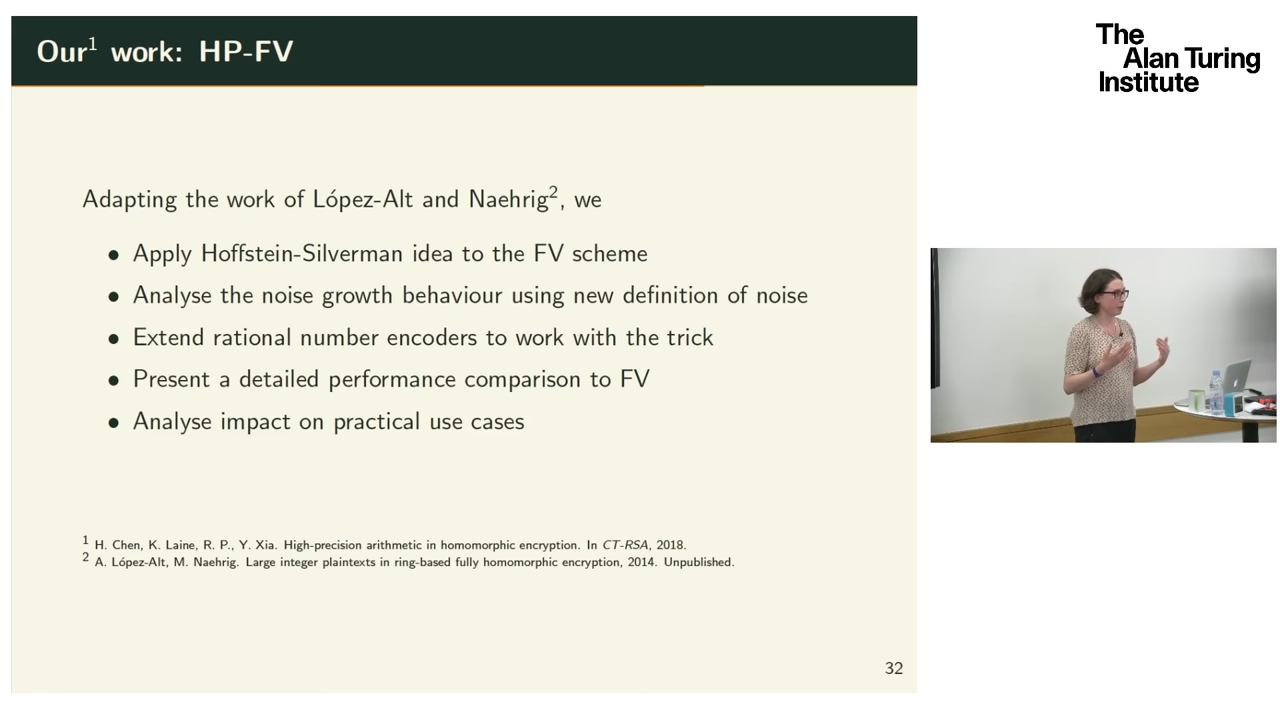 Our¹ work: HP-FV
The
Alan Turing
Institute
Adapting the work of López-Alt and Naehrig², we
• Apply Hoffstein-Silverman idea to the FV scheme
• Analyse the noise growth behaviour using new definition of noise
• Extend rational number encoders to work with the trick
• Present a detailed performance comparison to FV
• Analyse impact on practical use cases
¹ H. Chen, K. Laine, R. P., Y. Xia. High-precision arithmetic in homomorphic encryption. In CT-RSA, 2018.
² A. López-Alt, M. Naehrig. Large integer plaintexts in ring-based fully homomorphic encryption, 2014. Unpublished.
32